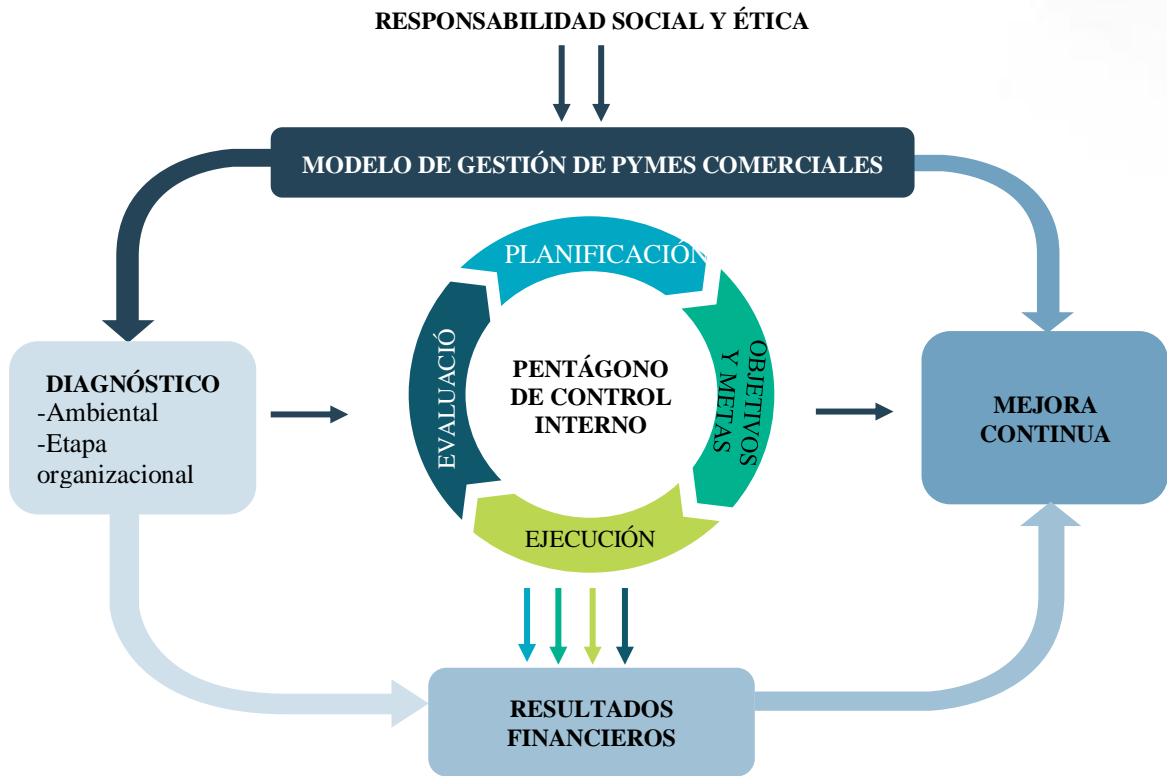 RESPONSABILIDAD SOCIAL Y ÉTICA
MODELO DE GESTIÓN DE PYMES COMERCIALES
PLANIFICACIÓN
OBJETIVOS
Y METAS
EJECUCIÓN
EVALUACIÓ
PENTÁGONO
DE CONTROL
INTERNO
DIAGNÓSTICO
-Ambiental
-Etapa
organizacional
MEJORA
CONTINUA
RESULTADOS
FINANCIEROS